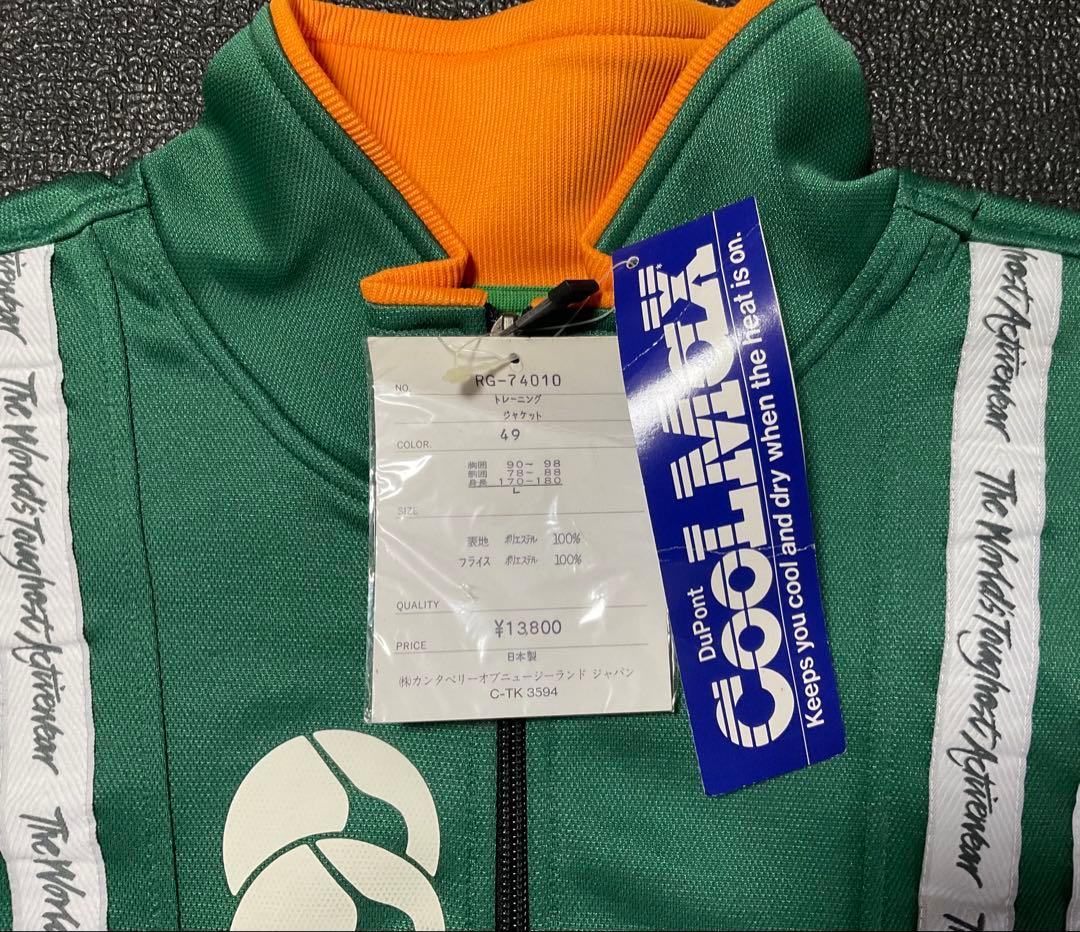 NO. RG-74010
トレーニング
ジャケット
COLOR. 49
胸囲 90~ 98
胴囲 78~ 88
身長 170-180
L
SIZE
表地 ポリエステル 100%
フライス ポリエステル 100%
QUALITY
¥13,800
PRICE
日本製
㈱カンタベリーオブニュージーランド ジャパン
C-TK 3594
DuPont
COOLMAX
Keeps you cool and dry when the heat is on.
Activewear The World's Toughest Activewear The World
Toughest Activewear The World's Toughest Activewear